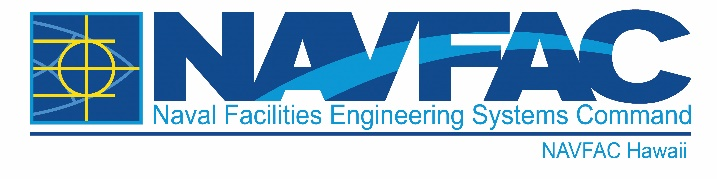 NAVFAC
Naval Facilities Engineering Systems Command
NAVFAC Hawaii